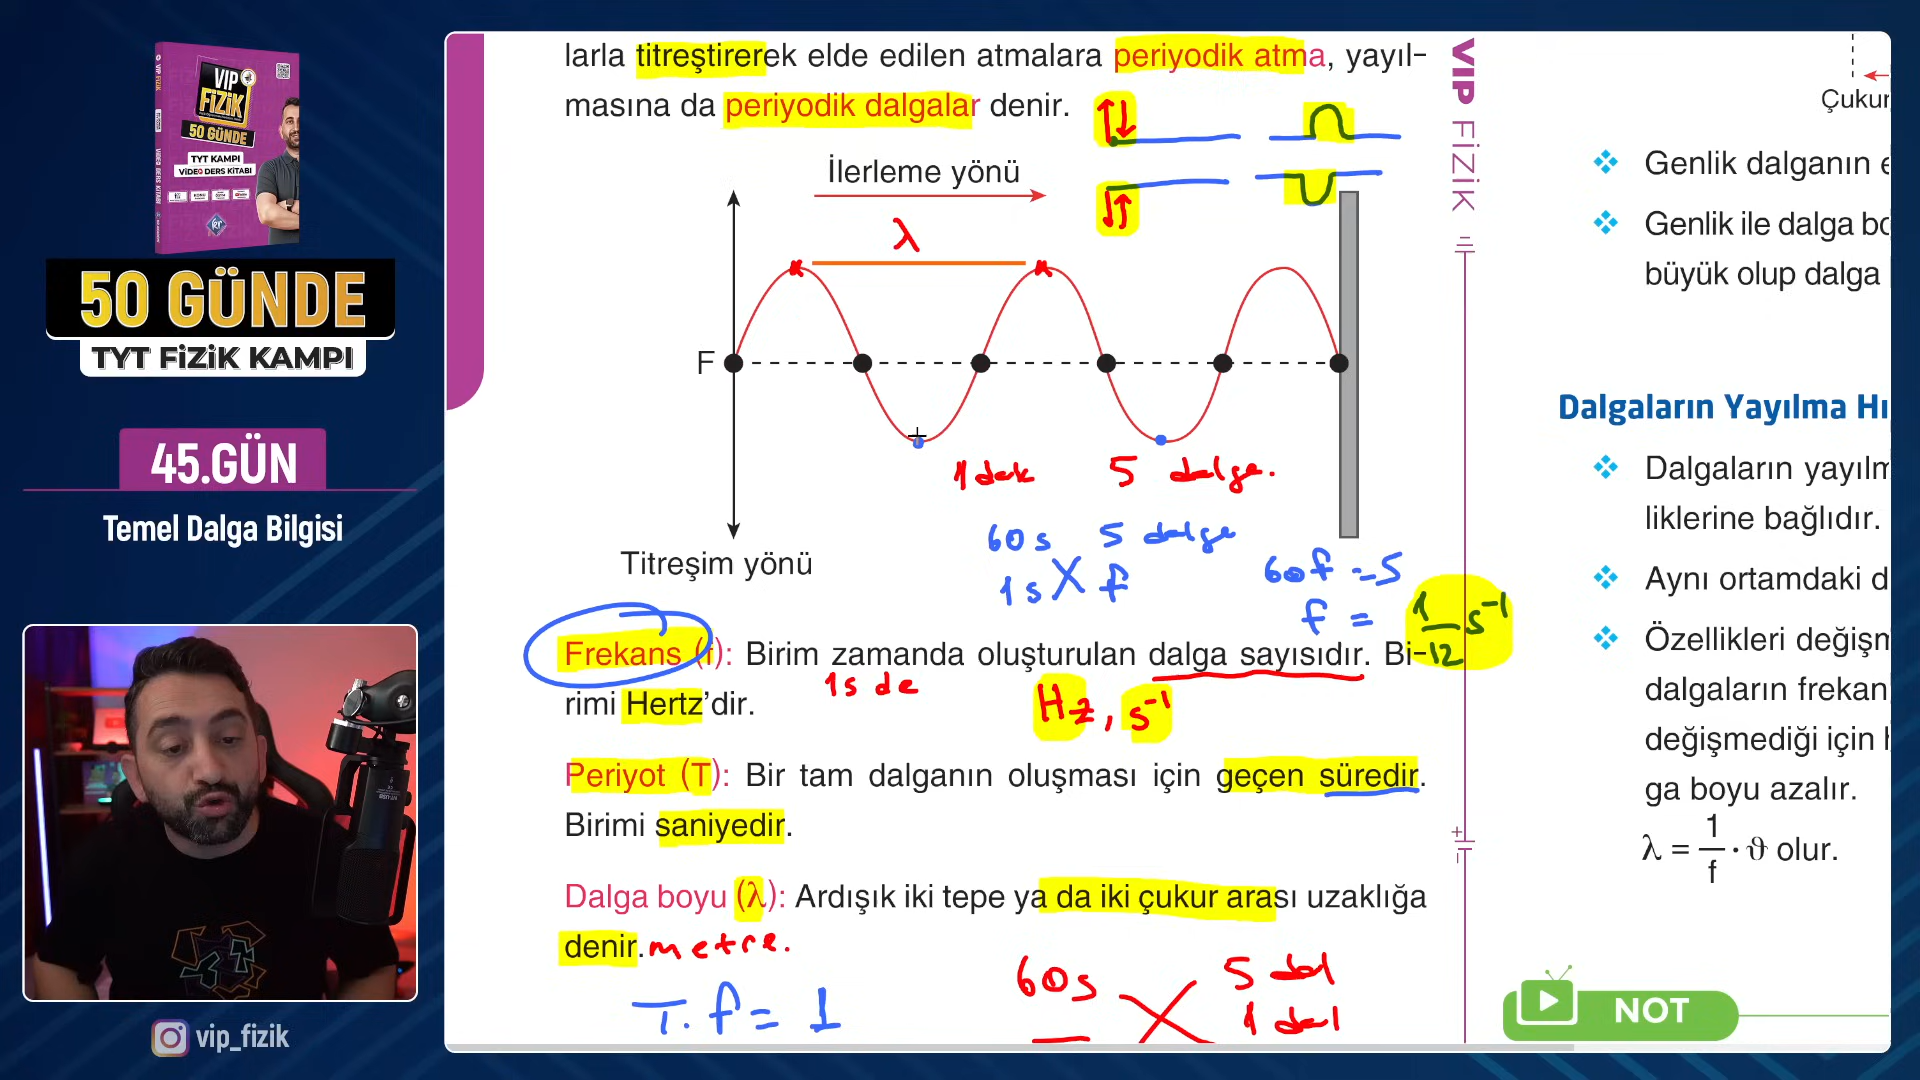 VIP
FİZİK
50 GÜNDE
TYT KAMPI
VİDEO DERS KİTABI
50 GÜNDE
TYT FİZİK KAMPI
45.GÜN
Temel Dalga Bilgisi
vip_fizik
larla titreştirerek elde edilen atmalara periyodik atma, yayıl-
masına da periyodik dalgalar denir.
İlerleme yönü
λ
F
1 dak 5 dalga.
60 s 5 dalga
1 s X f
60f = 5
f = 1/12 s⁻¹
Titreşim yönü
Frekans (f): Birim zamanda oluşturulan dalga sayısıdır. Bi-
1s de
rimi Hertz’dir.
Hz, s⁻¹
Periyot (T): Bir tam dalganın oluşması için geçen süredir.
Birimi saniyedir.
Dalga boyu (λ): Ardışık iki tepe ya da iki çukur arası uzaklığa
denir. metre.
T. f = 1
60s 5 dal
1 dal
VIP FİZİK
Çukur
Genlik dalganın e
Genlik ile dalga bo
büyük olup dalga
Dalgaların Yayılma Hı
Dalgaların yayılm
liklerine bağlıdır.
Aynı ortamdaki d
Özellikleri değişm
dalgaların frekan
değişmediği için h
ga boyu azalır.
λ = 1/f · ϑ olur.
NOT